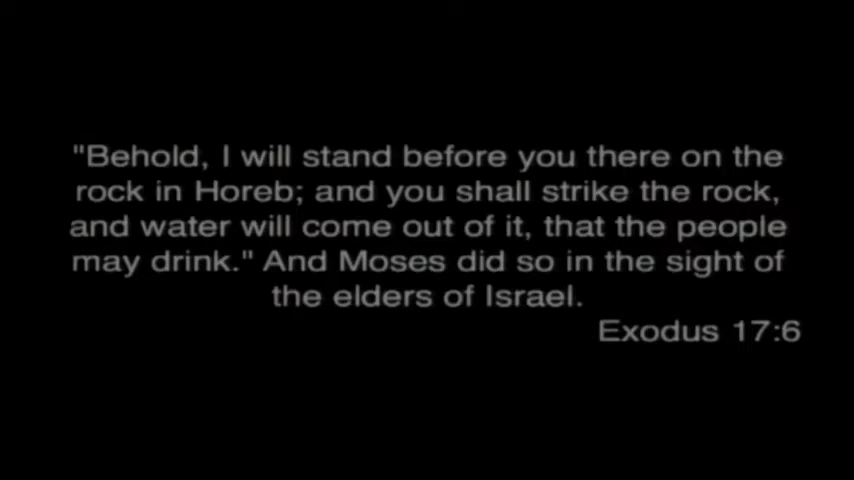 "Behold, I will stand before you there on the
rock in Horeb; and you shall strike the rock,
and water will come out of it, that the people
may drink." And Moses did so in the sight of
the elders of Israel.
Exodus 17:6